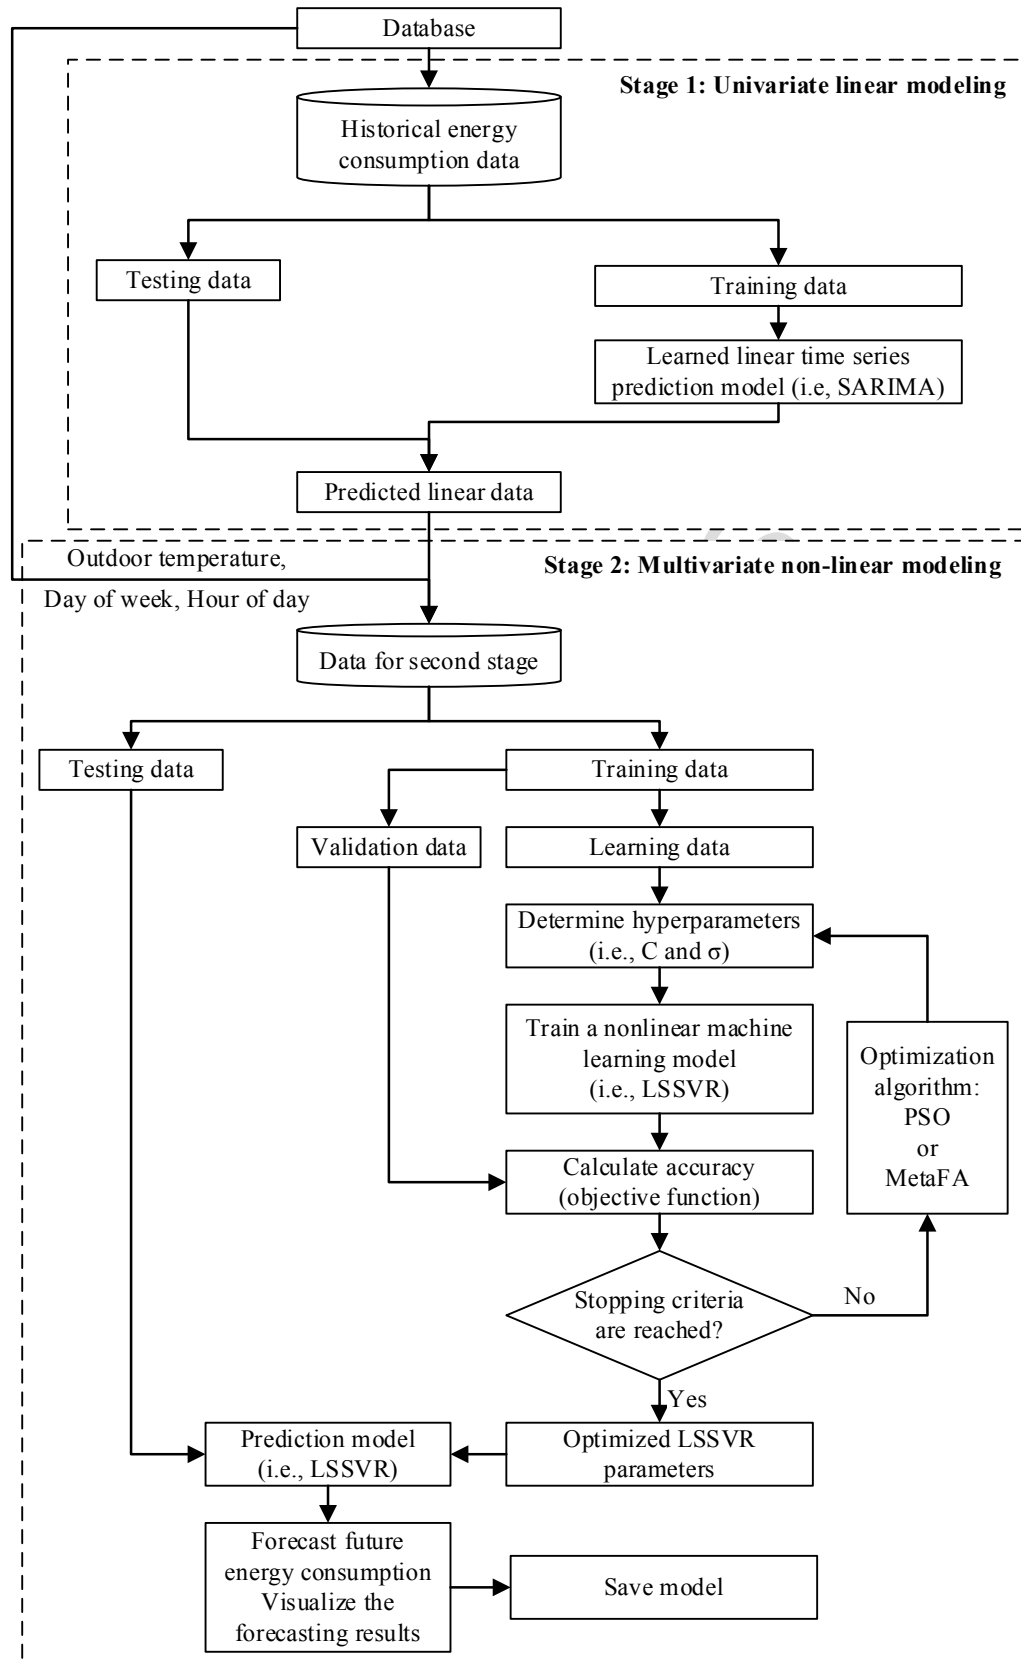 Database
Stage 1: Univariate linear modeling
Historical energy
consumption data
Testing data
Training data
Learned linear time series
prediction model (i.e, SARIMA)
Predicted linear data
Outdoor temperature,
Day of week, Hour of day
Stage 2: Multivariate non-linear modeling
Data for second stage
Testing data
Training data
Validation data
Learning data
Determine hyperparameters
(i.e., C and σ)
Train a nonlinear machine
learning model
(i.e., LSSVR)
Optimization
algorithm:
PSO
or
MetaFA
Calculate accuracy
(objective function)
Stopping criteria
are reached?
No
Yes
Prediction model
(i.e., LSSVR)
Optimized LSSVR
parameters
Forecast future
energy consumption
Visualize the
forecasting results
Save model